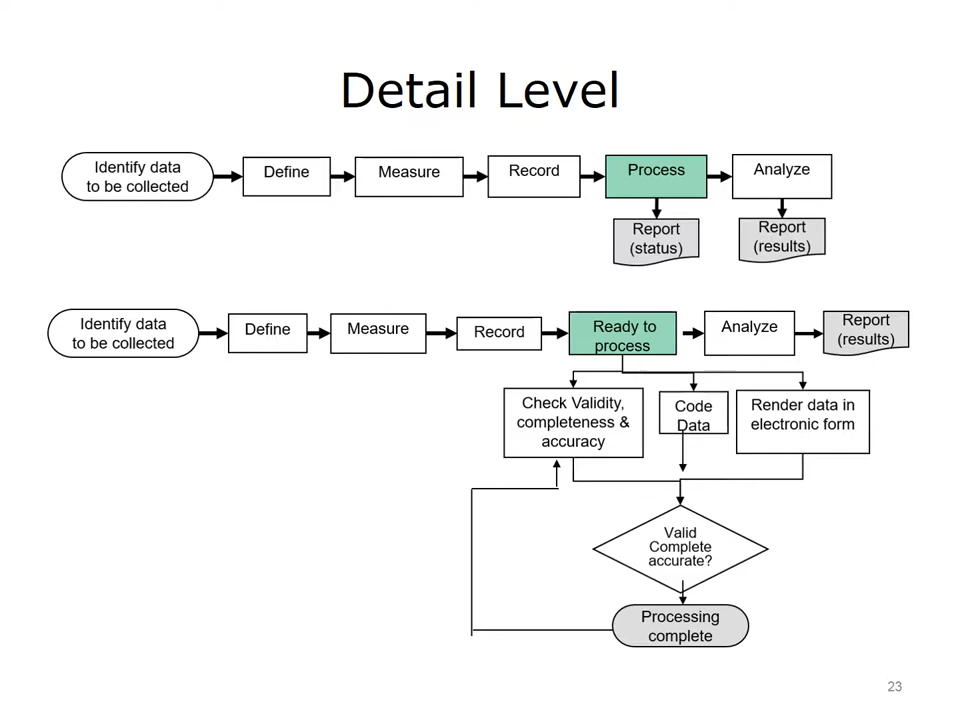 Detail Level
Identify data
to be collected
Define
Measure
Record
Process
Analyze
Report
(status)
Report
(results)
Identify data
to be collected
Define
Measure
Record
Ready to
process
Analyze
Report
(results)
Check Validity,
completeness &
accuracy
Code
Data
Render data in
electronic form
Valid
Complete
accurate?
Processing
complete
23